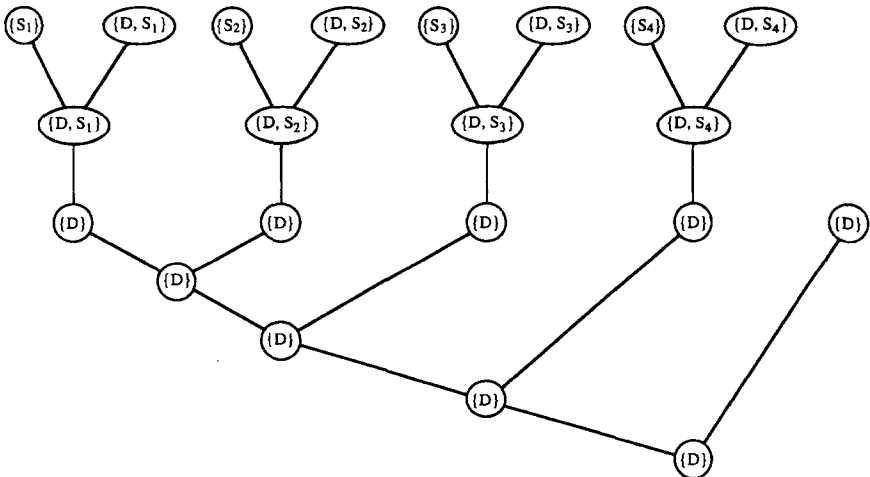 {S₁} {D, S₁} {S₂} {D, S₂} {S₃} {D, S₃} {S₄} {D, S₄}
{D, S₁} {D, S₂} {D, S₃} {D, S₄}
{D} {D} {D} {D} {D}
{D}
{D}
{D}
{D}